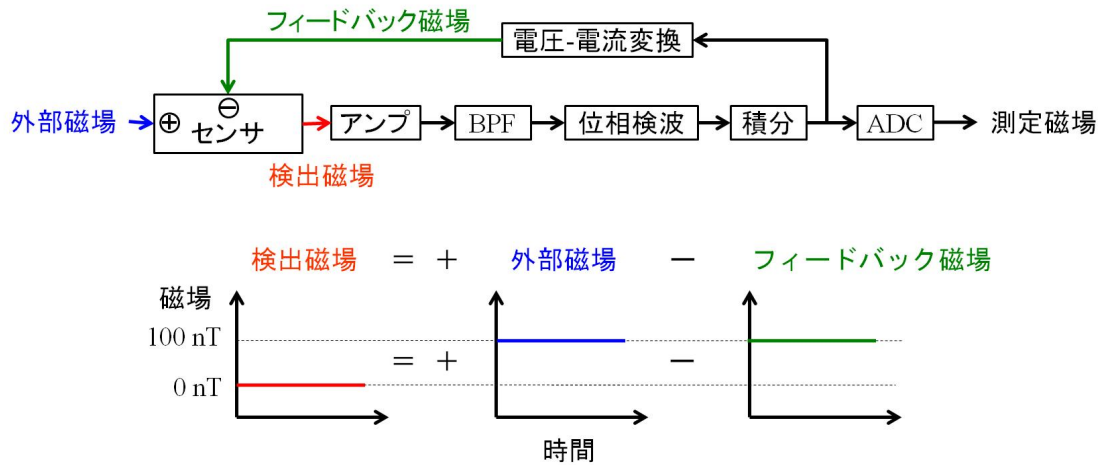 フィードバック磁場
電圧-電流変換
外部磁場
⊕
⊖
センサ
アンプ
BPF
位相検波
積分
ADC
測定磁場
検出磁場
検出磁場 = + 外部磁場 − フィードバック磁場
磁場
100 nT
= + −
0 nT
時間